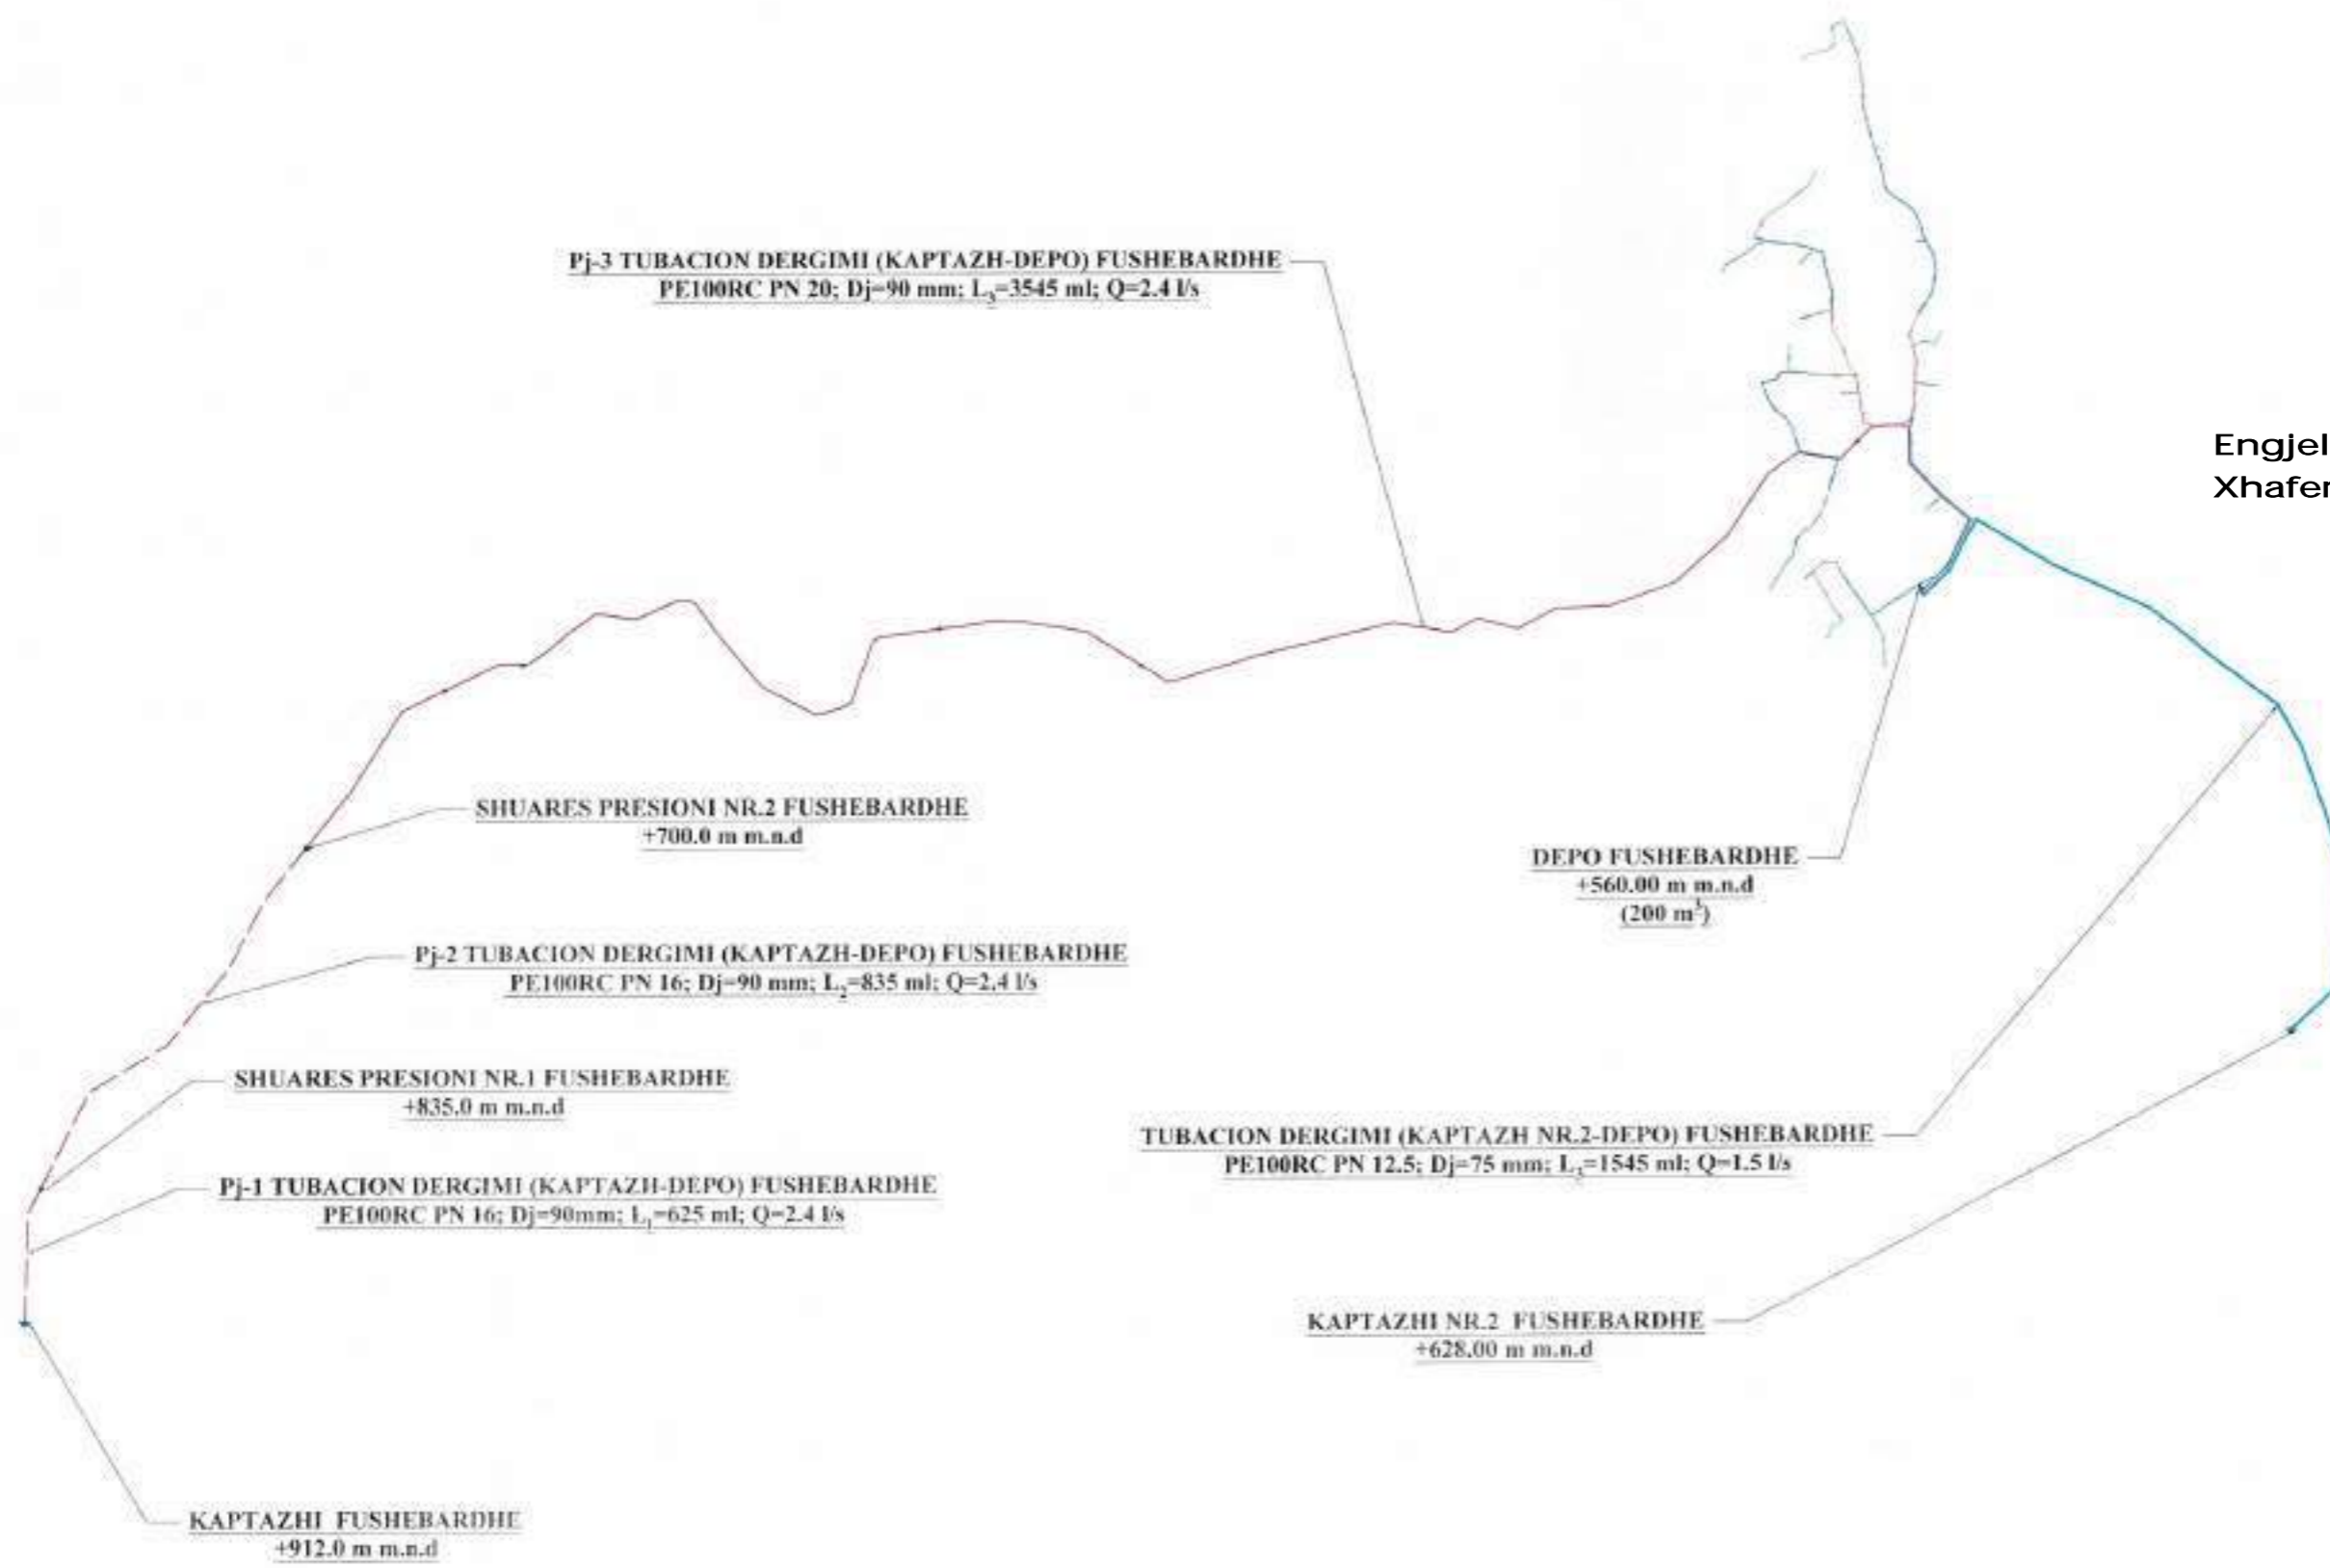 Pj-3 TUBACION DERGIMI (KAPTAZH-DEPO) FUSHEBARDHE
PE100RC PN 20; Dj=90 mm; L₃=3545 ml; Q=2.4 l/s
Engjel
Xhafer
SHUARES PRESIONI NR.2 FUSHEBARDHE
+700.0 m m.n.d
DEPO FUSHEBARDHE
+560.00 m m.n.d
(200 m³)
Pj-2 TUBACION DERGIMI (KAPTAZH-DEPO) FUSHEBARDHE
PE100RC PN 16; Dj=90 mm; L₂=835 ml; Q=2.4 l/s
SHUARES PRESIONI NR.1 FUSHEBARDHE
+835.0 m m.n.d
TUBACION DERGIMI (KAPTAZH NR.2-DEPO) FUSHEBARDHE
PE100RC PN 12.5; Dj=75 mm; L₃=1545 ml; Q=1.5 l/s
Pj-1 TUBACION DERGIMI (KAPTAZH-DEPO) FUSHEBARDHE
PE100RC PN 16; Dj=90mm; L₁=625 ml; Q=2.4 l/s
KAPTAZHI NR.2 FUSHEBARDHE
+628.00 m m.n.d
KAPTAZHI FUSHEBARDHE
+912.0 m m.n.d